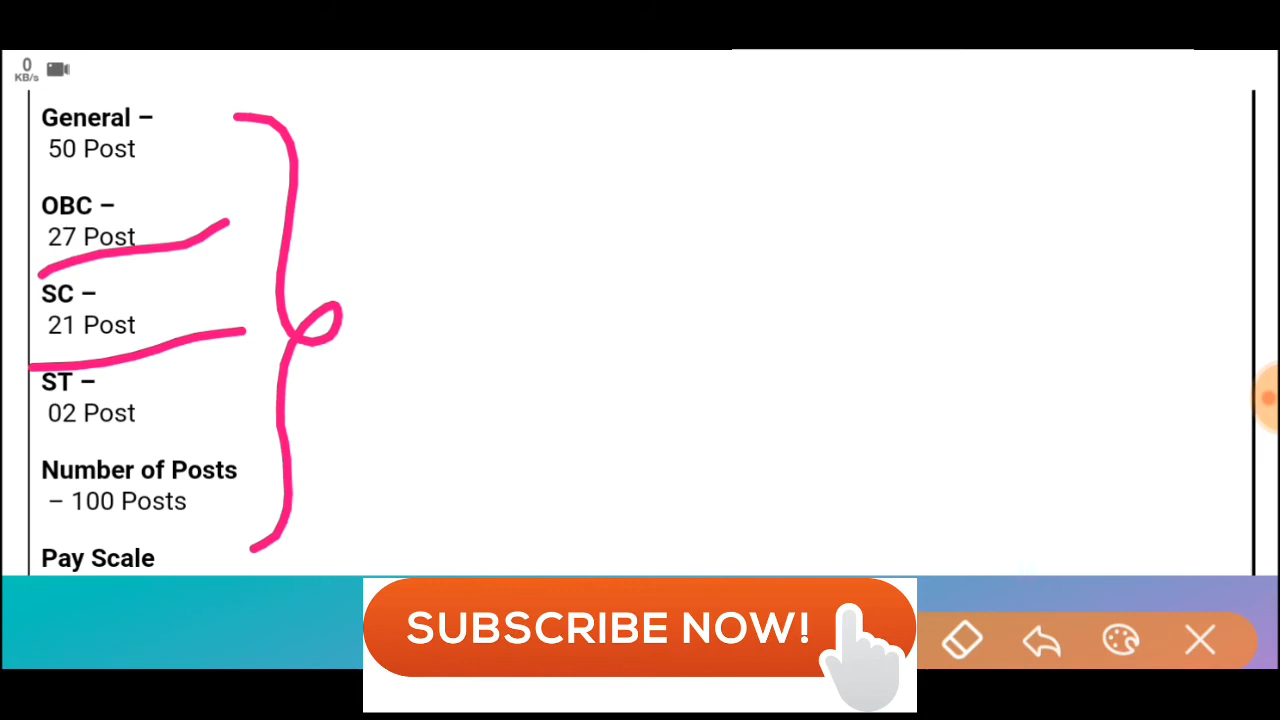 0
KB/s
General –
50 Post
OBC –
27 Post
SC –
21 Post
ST –
02 Post
Number of Posts
– 100 Posts
Pay Scale
SUBSCRIBE NOW!